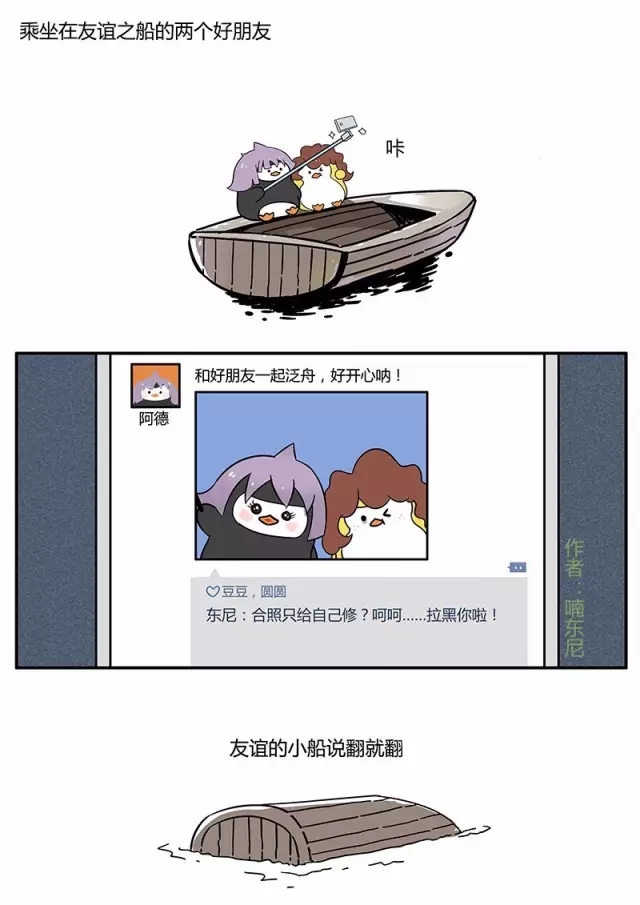 乘坐在友谊之船的两个好朋友
咔
和好朋友一起泛舟，好开心呐！
阿德
豆豆，圆圆
东尼：合照只给自己修？呵呵……拉黑你啦！
作者：喃东尼
友谊的小船说翻就翻